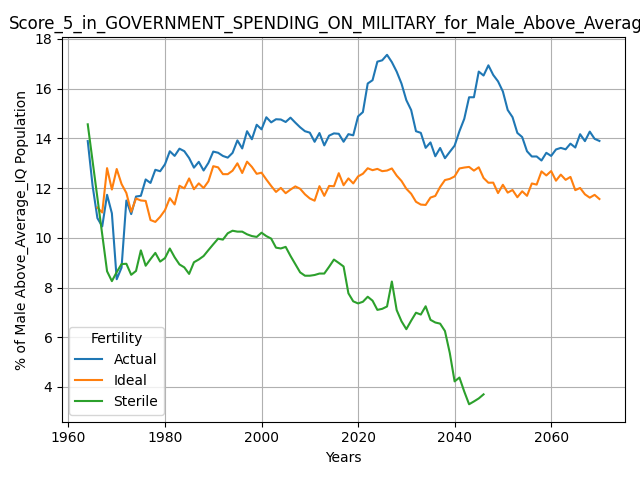 Score_5_in_GOVERNMENT_SPENDING_ON_MILITARY_for_Male_Above_Averag
% of Male Above_Average_IQ Population
18
16
14
12
10
8
6
4
Fertility
Actual
Ideal
Sterile
1960 1980 2000 2020 2040 2060
Years